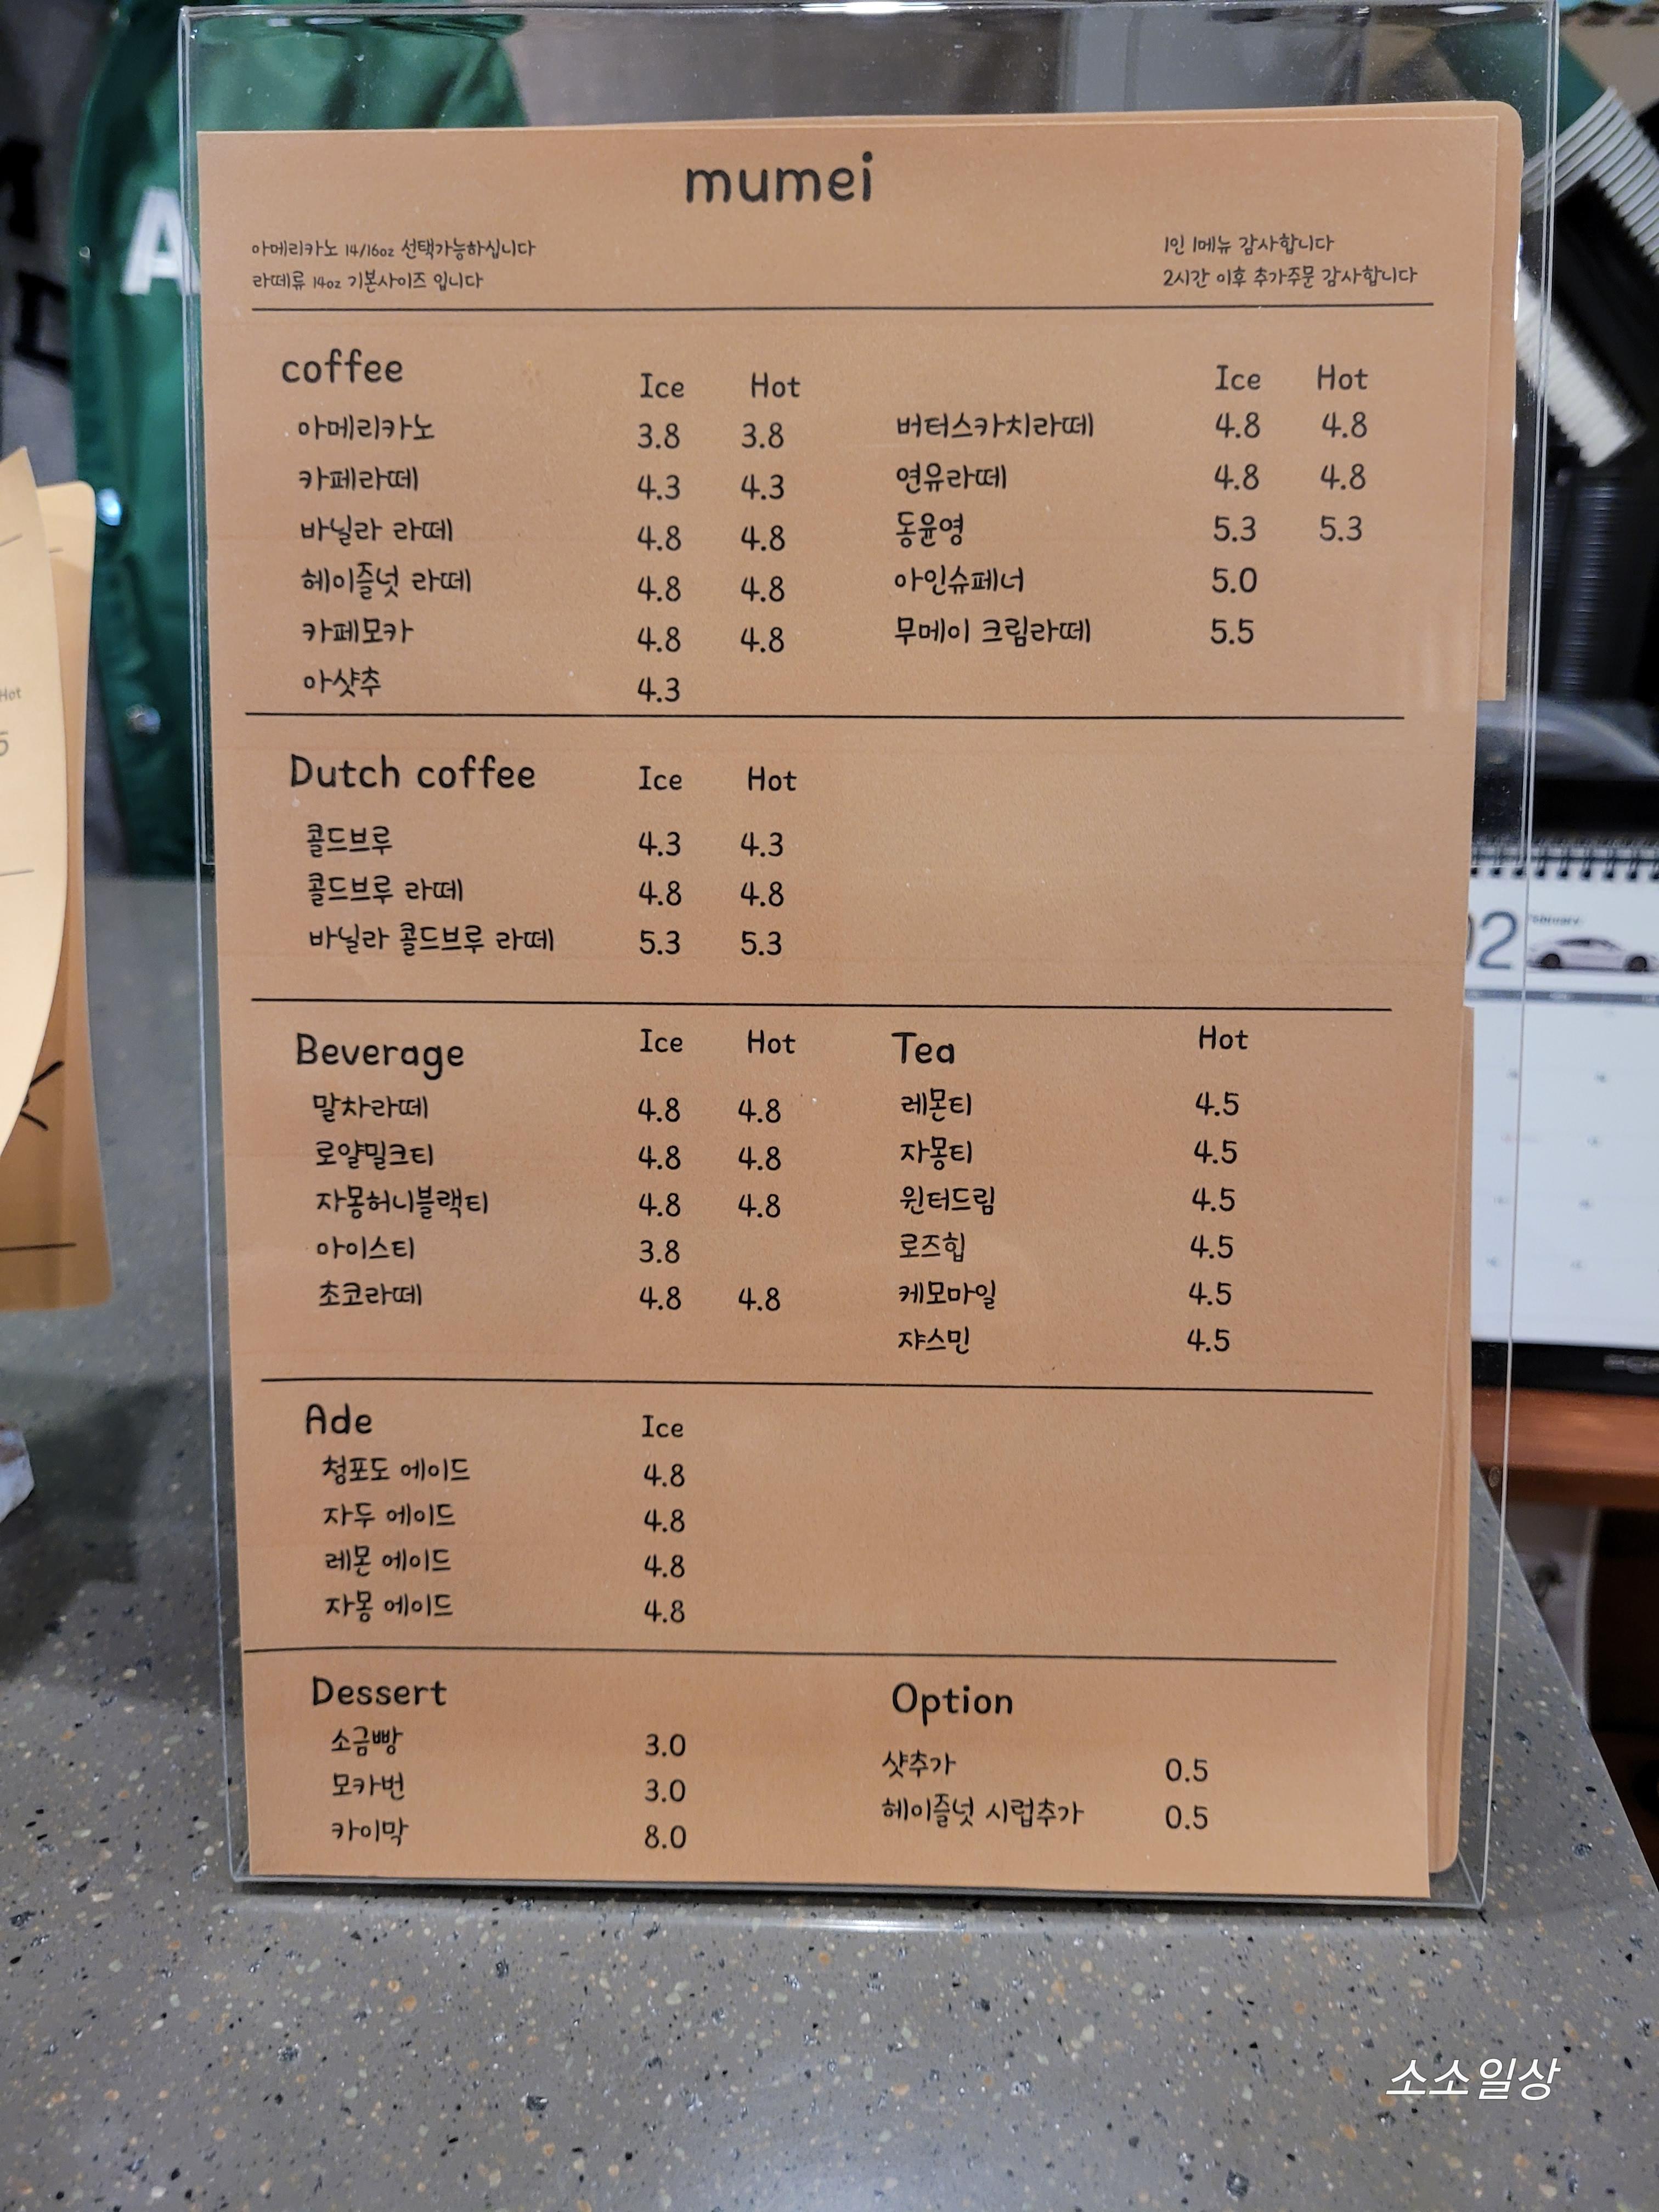 mumei
아메리카노 14/16oz 선택가능하십니다
라떼류 14oz 기본사이즈 입니다
1인 1메뉴 감사합니다
2시간 이후 추가주문 감사합니다
coffee Ice Hot
아메리카노 3.8 3.8
카페라떼 4.3 4.3
바닐라 라떼 4.8 4.8
헤이즐넛 라떼 4.8 4.8
카페모카 4.8 4.8
아샷추 4.3
Ice Hot
버터스카치라떼 4.8 4.8
연유라떼 4.8 4.8
동윤영 5.3 5.3
아인슈페너 5.0
무메이 크림라떼 5.5
Dutch coffee Ice Hot
콜드브루 4.3 4.3
콜드브루 라떼 4.8 4.8
바닐라 콜드브루 라떼 5.3 5.3
Beverage Ice Hot
말차라떼 4.8 4.8
로얄밀크티 4.8 4.8
자몽허니블랙티 4.8 4.8
아이스티 3.8
초코라떼 4.8 4.8
Tea Hot
레몬티 4.5
자몽티 4.5
윈터드림 4.5
로즈힙 4.5
케모마일 4.5
쟈스민 4.5
Ade Ice
청포도 에이드 4.8
자두 에이드 4.8
레몬 에이드 4.8
자몽 에이드 4.8
Dessert
소금빵 3.0
모카번 3.0
카이막 8.0
Option
샷추가 0.5
헤이즐넛 시럽추가 0.5
Hot
5
A
02
February
소소일상